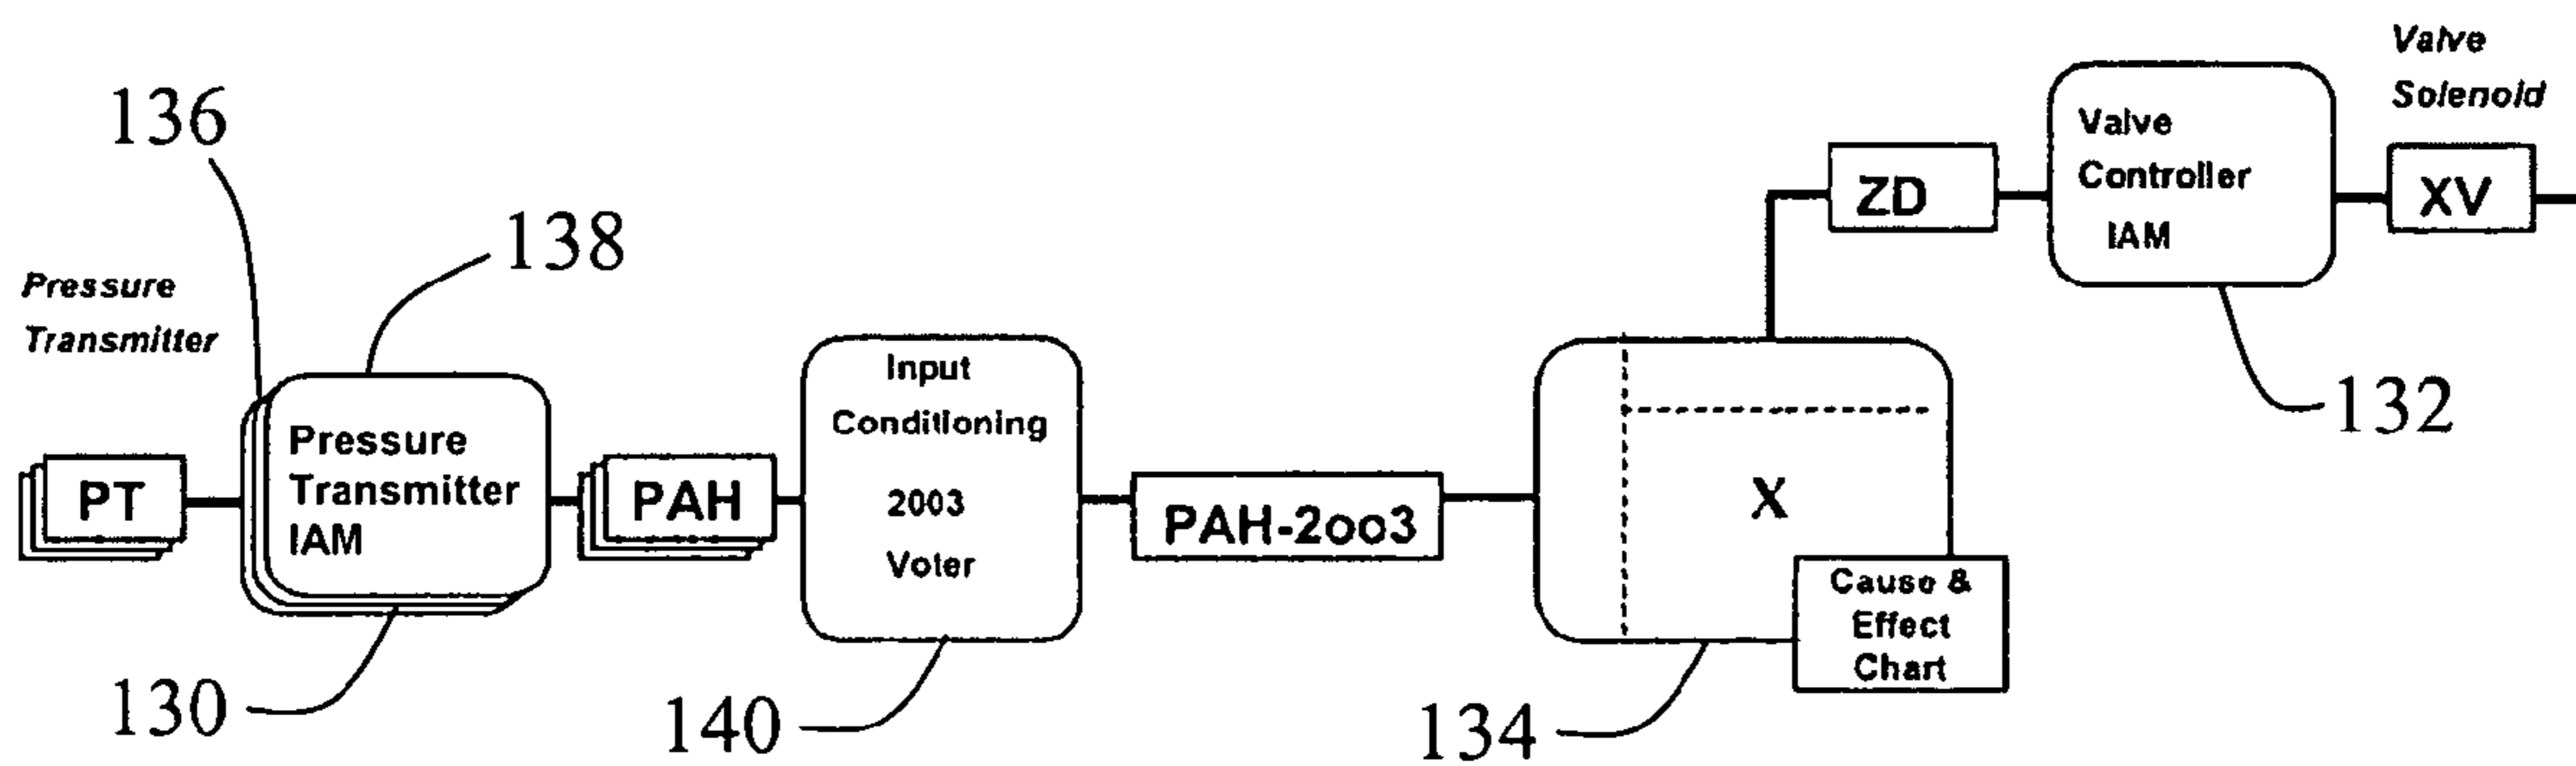 Valve
Solenoid
136
138
Valve
Controller
IAM
ZD
XV
Pressure
Transmitter
132
Input
Conditioning
2003
Voter
Pressure
Transmitter
IAM
PT
PAH
PAH-2oo3
X
Cause &
Effect
Chart
130
140
134